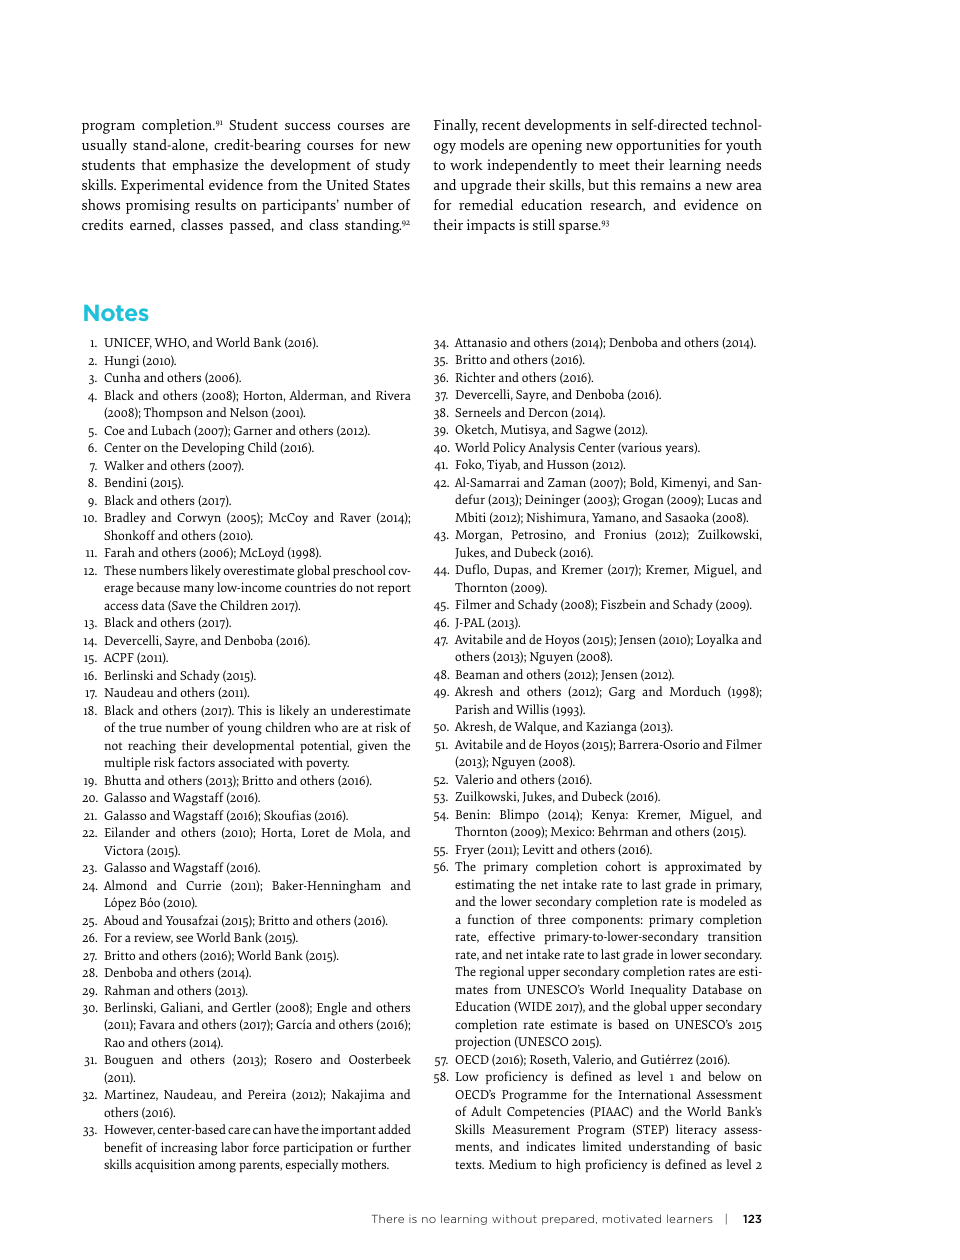 program completion.91 Student success courses are
usually stand-alone, credit-bearing courses for new
students that emphasize the development of study
skills. Experimental evidence from the United States
shows promising results on participants’ number of
credits earned, classes passed, and class standing.92
Finally, recent developments in self-directed technol-
ogy models are opening new opportunities for youth
to work independently to meet their learning needs
and upgrade their skills, but this remains a new area
for remedial education research, and evidence on
their impacts is still sparse.93
Notes
1. UNICEF, WHO, and World Bank (2016).
2. Hungi (2010).
3. Cunha and others (2006).
4. Black and others (2008); Horton, Alderman, and Rivera
(2008); Thompson and Nelson (2001).
5. Coe and Lubach (2007); Garner and others (2012).
6. Center on the Developing Child (2016).
7. Walker and others (2007).
8. Bendini (2015).
9. Black and others (2017).
10. Bradley and Corwyn (2005); McCoy and Raver (2014);
Shonkoff and others (2010).
11. Farah and others (2006); McLoyd (1998).
12. These numbers likely overestimate global preschool cov-
erage because many low-income countries do not report
access data (Save the Children 2017).
13. Black and others (2017).
14. Devercelli, Sayre, and Denboba (2016).
15. ACPF (2011).
16. Berlinski and Schady (2015).
17. Naudeau and others (2011).
18. Black and others (2017). This is likely an underestimate
of the true number of young children who are at risk of
not reaching their developmental potential, given the
multiple risk factors associated with poverty.
19. Bhutta and others (2013); Britto and others (2016).
20. Galasso and Wagstaff (2016).
21. Galasso and Wagstaff (2016); Skoufias (2016).
22. Eilander and others (2010); Horta, Loret de Mola, and
Victora (2015).
23. Galasso and Wagstaff (2016).
24. Almond and Currie (2011); Baker-Henningham and
López Bóo (2010).
25. Aboud and Yousafzai (2015); Britto and others (2016).
26. For a review, see World Bank (2015).
27. Britto and others (2016); World Bank (2015).
28. Denboba and others (2014).
29. Rahman and others (2013).
30. Berlinski, Galiani, and Gertler (2008); Engle and others
(2011); Favara and others (2017); García and others (2016);
Rao and others (2014).
31. Bouguen and others (2013); Rosero and Oosterbeek
(2011).
32. Martinez, Naudeau, and Pereira (2012); Nakajima and
others (2016).
33. However, center-based care can have the important added
benefit of increasing labor force participation or further
skills acquisition among parents, especially mothers.
34. Attanasio and others (2014); Denboba and others (2014).
35. Britto and others (2016).
36. Richter and others (2016).
37. Devercelli, Sayre, and Denboba (2016).
38. Serneels and Dercon (2014).
39. Oketch, Mutisya, and Sagwe (2012).
40. World Policy Analysis Center (various years).
41. Foko, Tiyab, and Husson (2012).
42. Al-Samarrai and Zaman (2007); Bold, Kimenyi, and San-
defur (2013); Deininger (2003); Grogan (2009); Lucas and
Mbiti (2012); Nishimura, Yamano, and Sasaoka (2008).
43. Morgan, Petrosino, and Fronius (2012); Zuilkowski,
Jukes, and Dubeck (2016).
44. Duflo, Dupas, and Kremer (2017); Kremer, Miguel, and
Thornton (2009).
45. Filmer and Schady (2008); Fiszbein and Schady (2009).
46. J-PAL (2013).
47. Avitabile and de Hoyos (2015); Jensen (2010); Loyalka and
others (2013); Nguyen (2008).
48. Beaman and others (2012); Jensen (2012).
49. Akresh and others (2012); Garg and Morduch (1998);
Parish and Willis (1993).
50. Akresh, de Walque, and Kazianga (2013).
51. Avitabile and de Hoyos (2015); Barrera-Osorio and Filmer
(2013); Nguyen (2008).
52. Valerio and others (2016).
53. Zuilkowski, Jukes, and Dubeck (2016).
54. Benin: Blimpo (2014); Kenya: Kremer, Miguel, and
Thornton (2009); Mexico: Behrman and others (2015).
55. Fryer (2011); Levitt and others (2016).
56. The primary completion cohort is approximated by
estimating the net intake rate to last grade in primary,
and the lower secondary completion rate is modeled as
a function of three components: primary completion
rate, effective primary-to-lower-secondary transition
rate, and net intake rate to last grade in lower secondary.
The regional upper secondary completion rates are esti-
mates from UNESCO’s World Inequality Database on
Education (WIDE 2017), and the global upper secondary
completion rate estimate is based on UNESCO’s 2015
projection (UNESCO 2015).
57. OECD (2016); Roseth, Valerio, and Gutiérrez (2016).
58. Low proficiency is defined as level 1 and below on
OECD’s Programme for the International Assessment
of Adult Competencies (PIAAC) and the World Bank’s
Skills Measurement Program (STEP) literacy assess-
ments, and indicates limited understanding of basic
texts. Medium to high proficiency is defined as level 2
There is no learning without prepared, motivated learners | 123